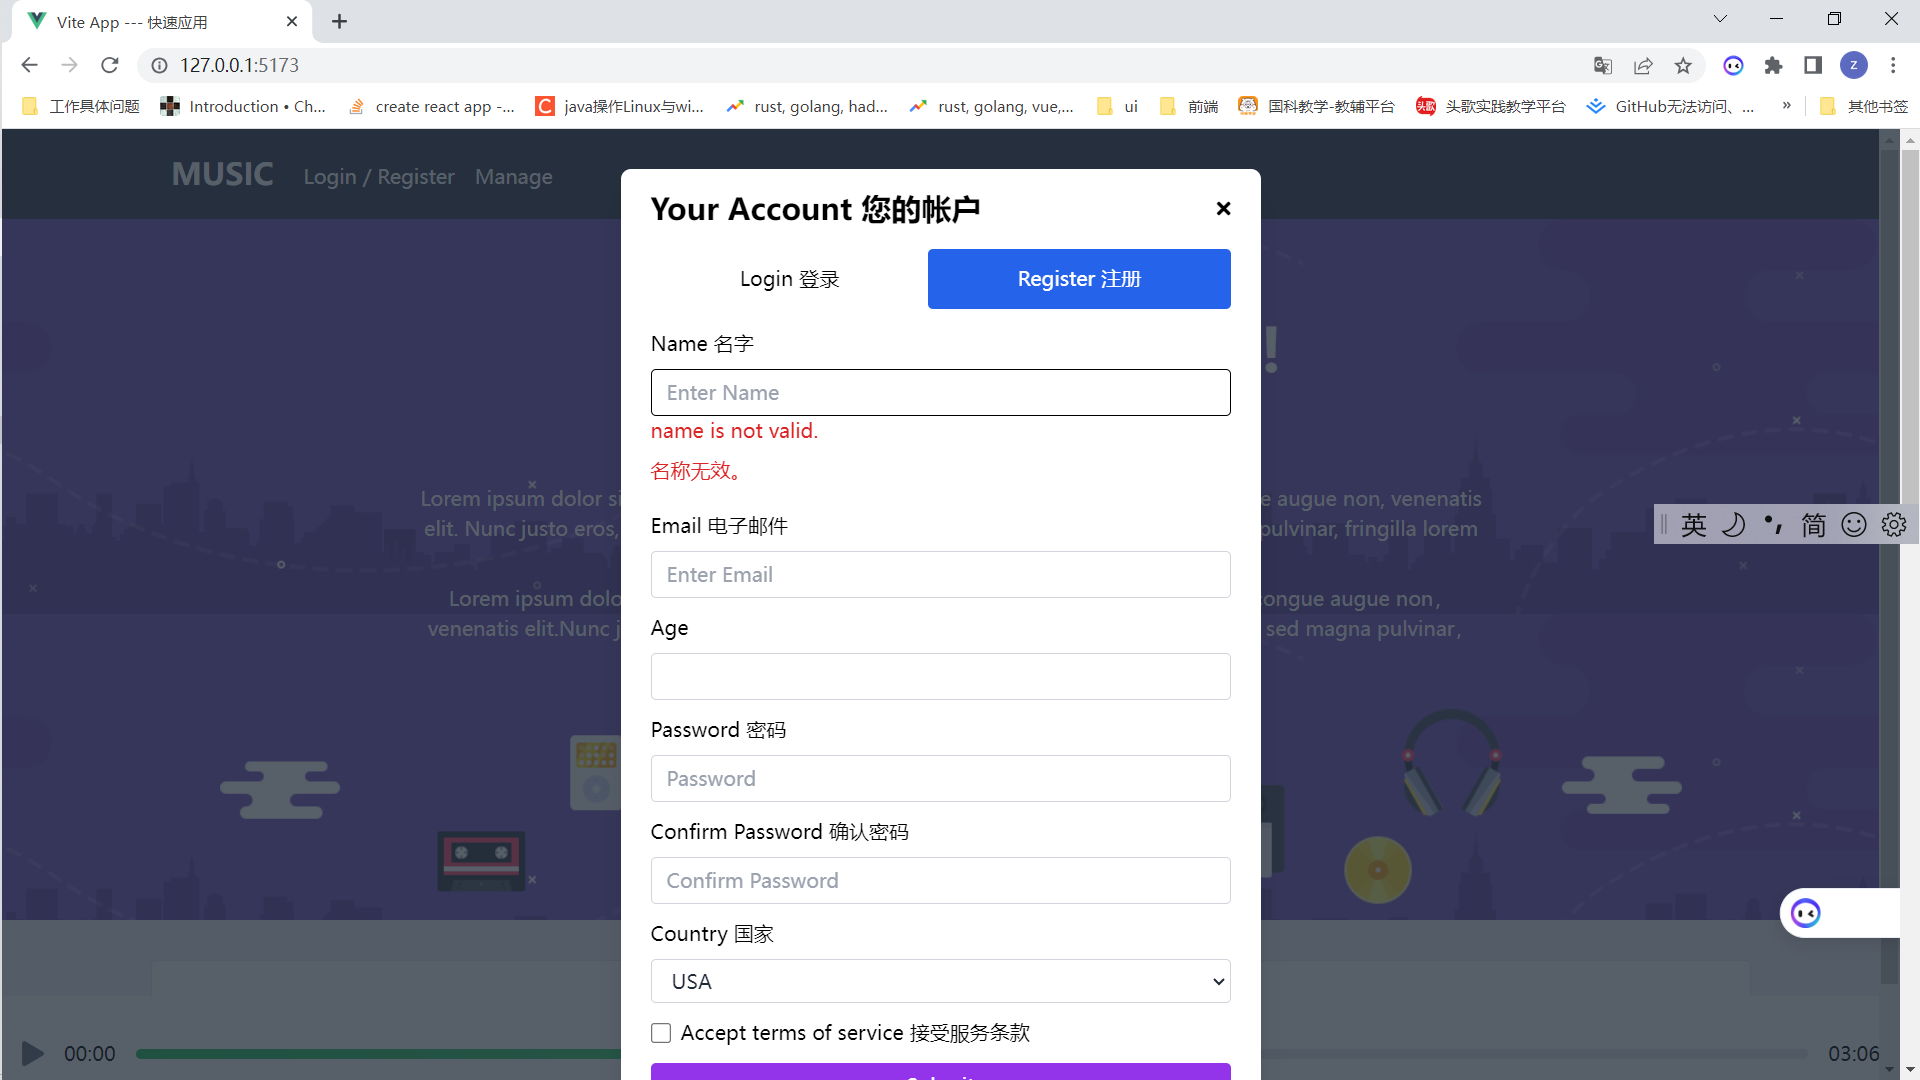 Vite App --- 快速应用
127.0.0.1:5173
z
工作具体问题
Introduction • Ch...
create react app -...
java操作Linux与wi...
rust, golang, had...
rust, golang, vue,...
ui
前端
国科教学-教辅平台
头歌
头歌实践教学平台
GitHub无法访问、...
»
其他书签
MUSIC
Login / Register
Manage
Your Account 您的帐户
Login 登录
Register 注册
!
Name 名字
Enter Name
name is not valid.
名称无效。
Lorem ipsum dolor si
e augue non, venenatis
elit. Nunc justo eros,
pulvinar, fringilla lorem
英
简
Email 电子邮件
Enter Email
Lorem ipsum dolo
ongue augue non,
venenatis elit.Nunc j
sed magna pulvinar,
Age
Password 密码
Password
Confirm Password 确认密码
Confirm Password
Country 国家
USA
Accept terms of service 接受服务条款
00:00
03:06
Submit